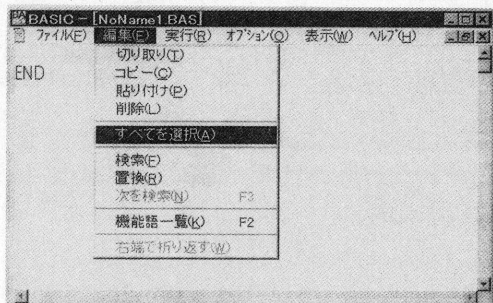 BASIC - [NoName1.BAS]
ファイル(F) 編集(E) 実行(R) オプション(O) 表示(W) ヘルプ(H)
END
切り取り(T)
コピー(C)
貼り付け(P)
削除(L)
すべてを選択(A)
検索(F)
置換(R)
次を検索(N) F3
機能語一覧(K) F2
右端で折り返す(W)